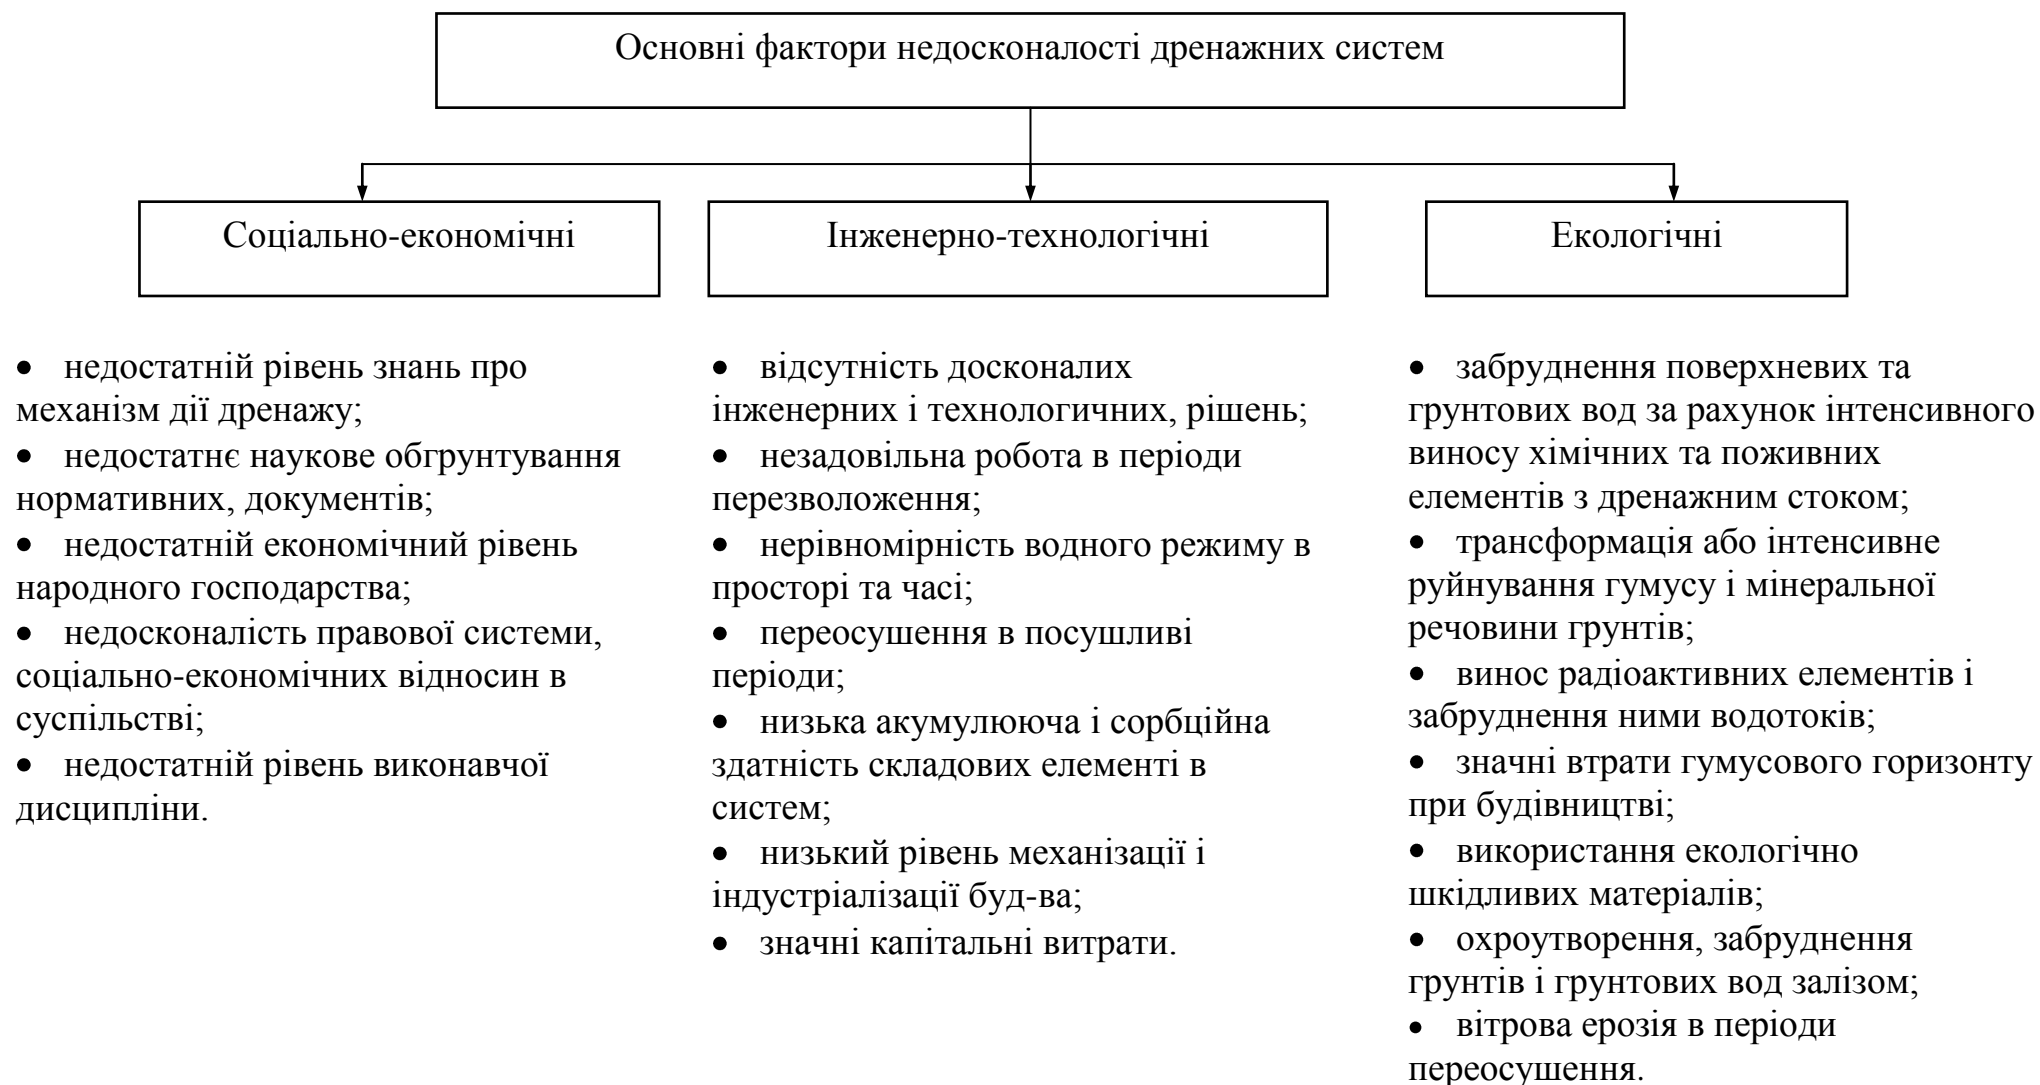 Основні фактори недосконалості дренажних систем
Соціально-економічні
Інженерно-технологічні
Екологічні
• недостатній рівень знань про
механізм дії дренажу;
• недостатнє наукове обгрунтування
нормативних, документів;
• недостатній економічний рівень
народного господарства;
• недосконалість правової системи,
соціально-економічних відносин в
суспільстві;
• недостатній рівень виконавчої
дисципліни.
• відсутність досконалих
інженерних і технологичних, рішень;
• незадовільна робота в періоди
перезволоження;
• нерівномірність водного режиму в
просторі та часі;
• переосушення в посушливі
періоди;
• низька акумулююча і сорбційна
здатність складових елементі в
систем;
• низький рівень механізації і
індустріалізації буд-ва;
• значні капітальні витрати.
• забруднення поверхневих та
грунтових вод за рахунок інтенсивного
виносу хімічних та поживних
елементів з дренажним стоком;
• трансформація або інтенсивне
руйнування гумусу і мінеральної
речовини грунтів;
• винос радіоактивних елементів і
забруднення ними водотоків;
• значні втрати гумусового горизонту
при будівництві;
• використання екологічно
шкідливих матеріалів;
• охроутворення, забруднення
грунтів і грунтових вод залізом;
• вітрова ерозія в періоди
переосушення.